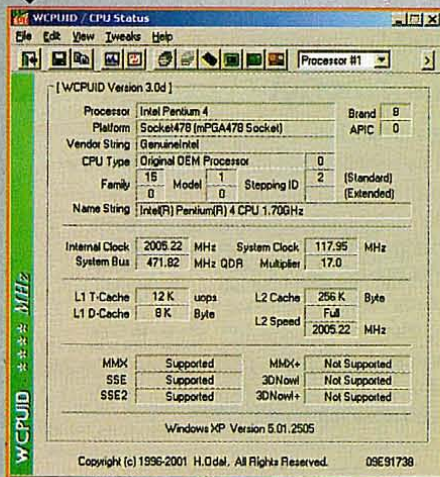 WCPUID / CPU Status
File Edit View Tweaks Help
Processor #1
[ WCPUID Version 3.0d ]
Processor Intel Pentium 4 Brand 8
Platform Socket478 (mPGA478 Socket) APIC 0
Vendor String GenuineIntel
CPU Type Original OEM Processor 0
Family 15 Model 1 Stepping ID 2 (Standard)
0 0 (Extended)
Name String Intel(R) Pentium(R) 4 CPU 1.70GHz
Internal Clock 2005.22 MHz System Clock 117.95 MHz
System Bus 471.82 MHz QDR Multiplier 17.0
L1 T-Cache 12 K uops L2 Cache 256 K Byte
L1 D-Cache 8 K Byte L2 Speed Full
2005.22 MHz
MMX Supported MMX+ Not Supported
SSE Supported 3DNow! Not Supported
SSE2 Supported 3DNow!+ Not Supported
Windows XP Version 5.01.2505
Copyright (c) 1996-2001 H.Oda!, All Rights Reserved. 09E91738
WCPUID **** MHz